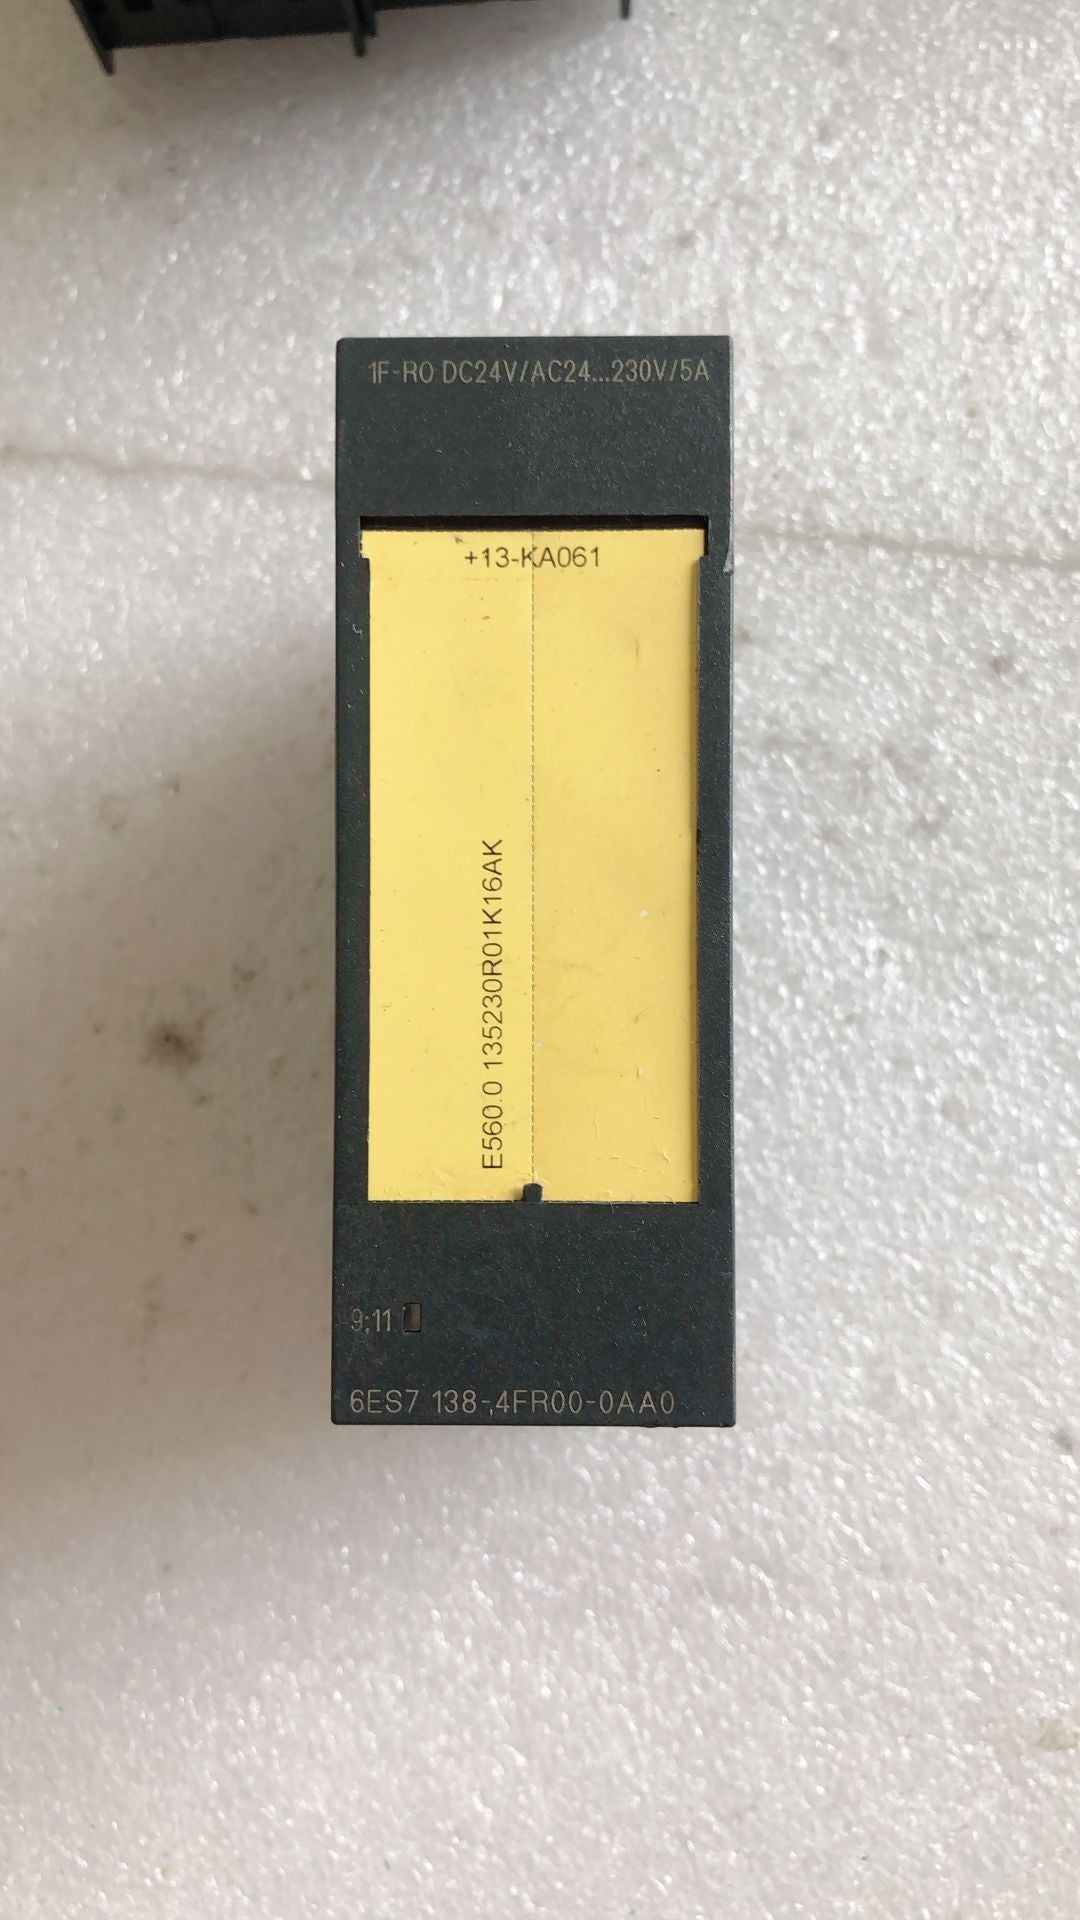 1F-RO DC24V/AC24...230V/5A
+13-KA061
E560.0 135230R01K16AK
9;11
6ES7 138-4FR00-0AA0